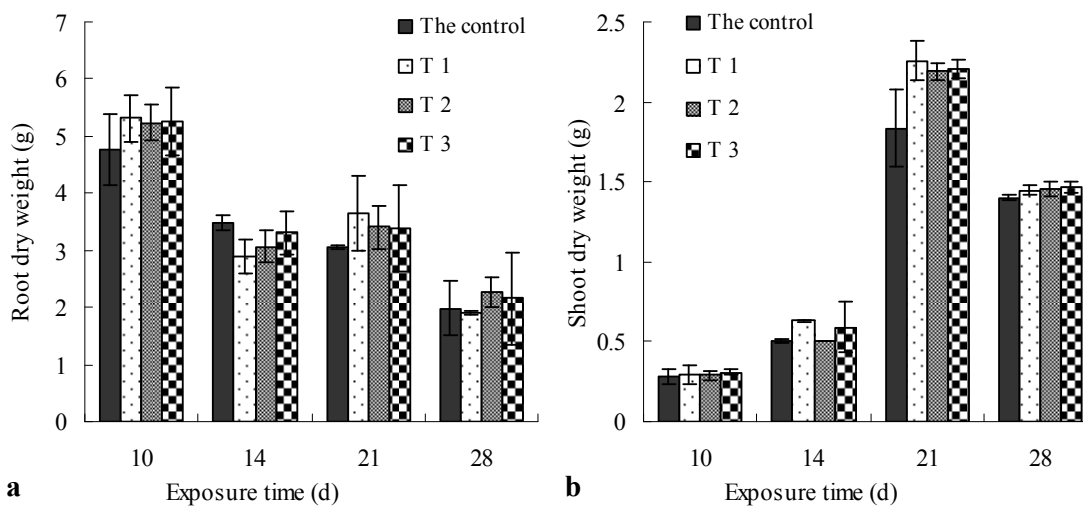 Root dry weight (g)
7
6
5
4
3
2
1
0
The control
T 1
T 2
T 3
10 14 21 28
Exposure time (d)
a
Shoot dry weight (g)
2.5
2
1.5
1
0.5
0
The control
T 1
T 2
T 3
10 14 21 28
Exposure time (d)
b